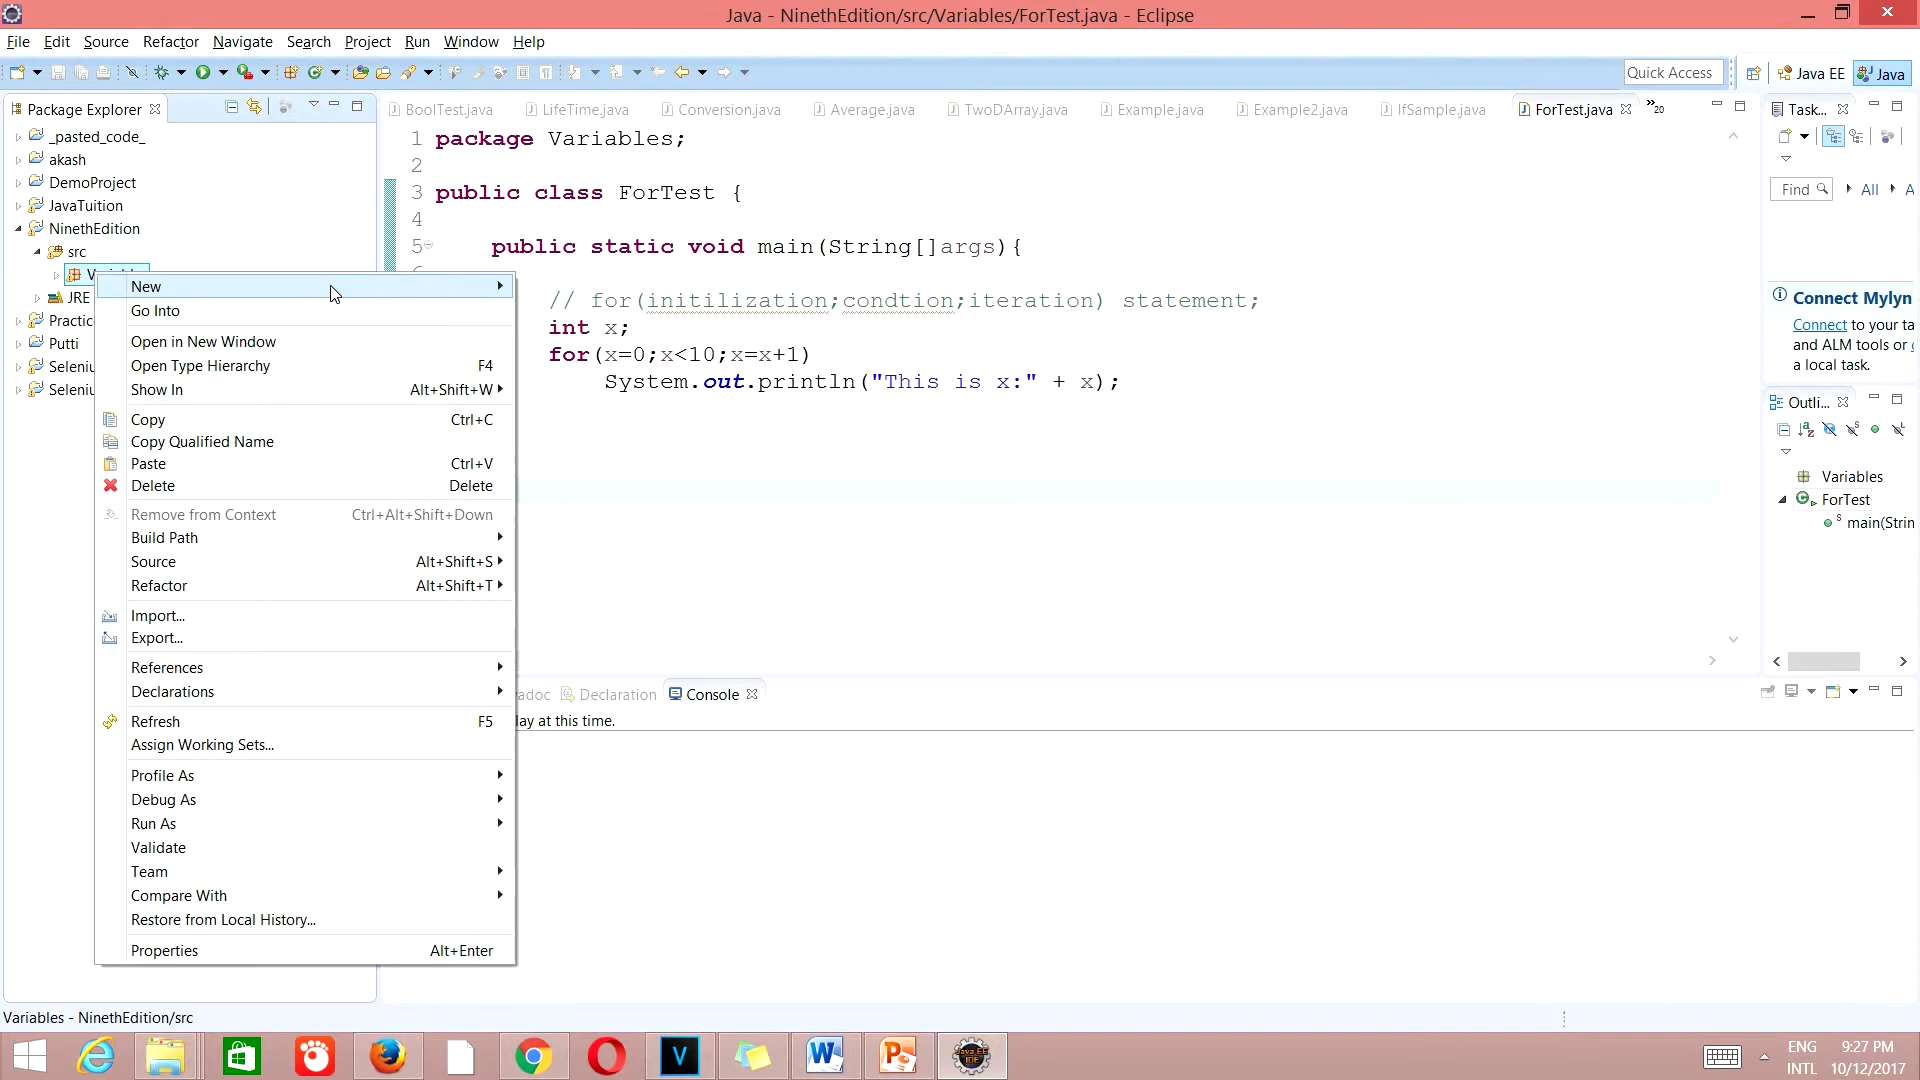 Java - NinethEdition/src/Variables/ForTest.java - Eclipse
File Edit Source Refactor Navigate Search Project Run Window Help
Quick Access Java EE Java
Package Explorer
BoolTest.java LifeTime.java Conversion.java Average.java TwoDArray.java Example.java Example2.java IfSample.java ForTest.java »20
Task...
_pasted_code_
akash
DemoProject
JavaTuition
NinethEdition
src
JRE
Practic
Putti
Seleniu
Seleniu
New
Go Into
Open in New Window
Open Type Hierarchy F4
Show In Alt+Shift+W
Copy Ctrl+C
Copy Qualified Name
Paste Ctrl+V
Delete Delete
Remove from Context Ctrl+Alt+Shift+Down
Build Path
Source Alt+Shift+S
Refactor Alt+Shift+T
Import...
Export...
References
Declarations
Refresh F5
Assign Working Sets...
Profile As
Debug As
Run As
Validate
Team
Compare With
Restore from Local History...
Properties Alt+Enter
1 package Variables;
2
3 public class ForTest {
4
5 public static void main(String[]args){
// for(initilization;condtion;iteration) statement;
int x;
for(x=0;x<10;x=x+1)
System.out.println("This is x:" + x);
Find All A
Connect Mylyn
Connect to your ta
and ALM tools or
a local task.
Outli...
Variables
ForTest
main(Strin
adoc Declaration Console
lay at this time.
Variables - NinethEdition/src
ENG 9:27 PM
INTL 10/12/2017